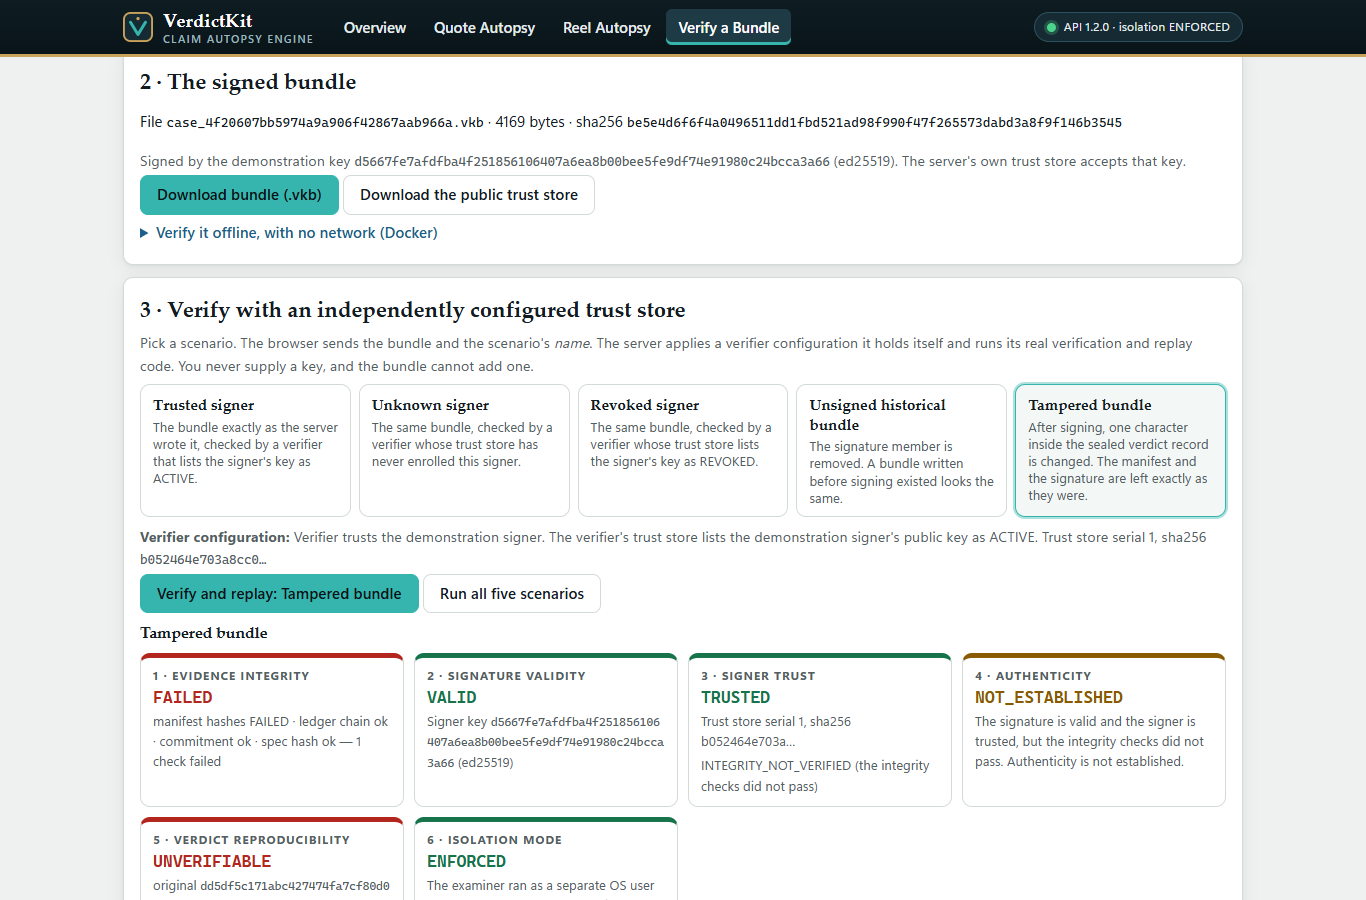 VerdictKit
CLAIM AUTOPSY ENGINE
Overview
Quote Autopsy
Reel Autopsy
Verify a Bundle
API 1.2.0 · isolation ENFORCED
2 · The signed bundle
File case_4f20607bb5974a9a906f42867aab966a.vkb · 4169 bytes · sha256 be5e4d6f6f4a0496511dd1fbd521ad98f990f47f265573dabd3a8f9f146b3545
Signed by the demonstration key d5667fe7afdfba4f251856106407a6ea8b00bee5fe9df74e91980c24bcca3a66 (ed25519). The server's own trust store accepts that key.
Download bundle (.vkb)
Download the public trust store
Verify it offline, with no network (Docker)
3 · Verify with an independently configured trust store
Pick a scenario. The browser sends the bundle and the scenario's name. The server applies a verifier configuration it holds itself and runs its real verification and replay
code. You never supply a key, and the bundle cannot add one.
Trusted signer
The bundle exactly as the server
wrote it, checked by a verifier
that lists the signer's key as
ACTIVE.
Unknown signer
The same bundle, checked by a
verifier whose trust store has
never enrolled this signer.
Revoked signer
The same bundle, checked by a
verifier whose trust store lists
the signer's key as REVOKED.
Unsigned historical
bundle
The signature member is
removed. A bundle written
before signing existed looks the
same.
Tampered bundle
After signing, one character
inside the sealed verdict record
is changed. The manifest and
the signature are left exactly as
they were.
Verifier configuration: Verifier trusts the demonstration signer. The verifier's trust store lists the demonstration signer's public key as ACTIVE. Trust store serial 1, sha256
b052464e703a8cc0…
Verify and replay: Tampered bundle
Run all five scenarios
Tampered bundle
1 · EVIDENCE INTEGRITY
FAILED
manifest hashes FAILED · ledger chain ok
· commitment ok · spec hash ok — 1
check failed
2 · SIGNATURE VALIDITY
VALID
Signer key d5667fe7afdfba4f251856106
407a6ea8b00bee5fe9df74e91980c24bcca
3a66 (ed25519)
3 · SIGNER TRUST
TRUSTED
Trust store serial 1, sha256
b052464e703a…
INTEGRITY_NOT_VERIFIED (the integrity
checks did not pass)
4 · AUTHENTICITY
NOT_ESTABLISHED
The signature is valid and the signer is
trusted, but the integrity checks did not
pass. Authenticity is not established.
5 · VERDICT REPRODUCIBILITY
UNVERIFIABLE
original dd5df5c171abc427474fa7cf80d0
6 · ISOLATION MODE
ENFORCED
The examiner ran as a separate OS user